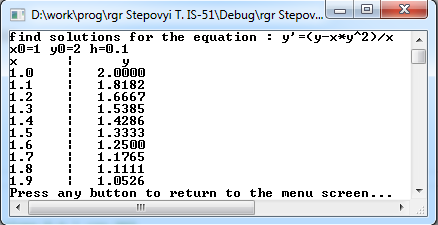 D:\work\prog\rgr Stepovyi T. IS-51\Debug\rgr Stepov...
find solutions for the equation : y'=(y-x*y^2)/x
x0=1 y0=2 h=0.1
x ¦ y
1.0 ¦ 2.0000
1.1 ¦ 1.8182
1.2 ¦ 1.6667
1.3 ¦ 1.5385
1.4 ¦ 1.4286
1.5 ¦ 1.3333
1.6 ¦ 1.2500
1.7 ¦ 1.1765
1.8 ¦ 1.1111
1.9 ¦ 1.0526
Press any button to return to the menu screen...